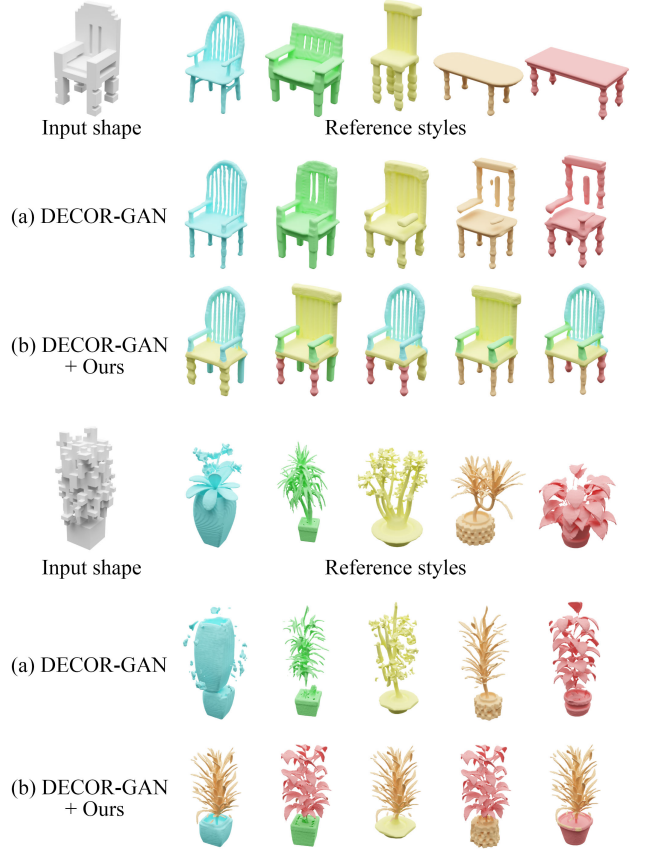 Input shape
Reference styles
(a) DECOR-GAN
(b) DECOR-GAN
+ Ours
Input shape
Reference styles
(a) DECOR-GAN
(b) DECOR-GAN
+ Ours